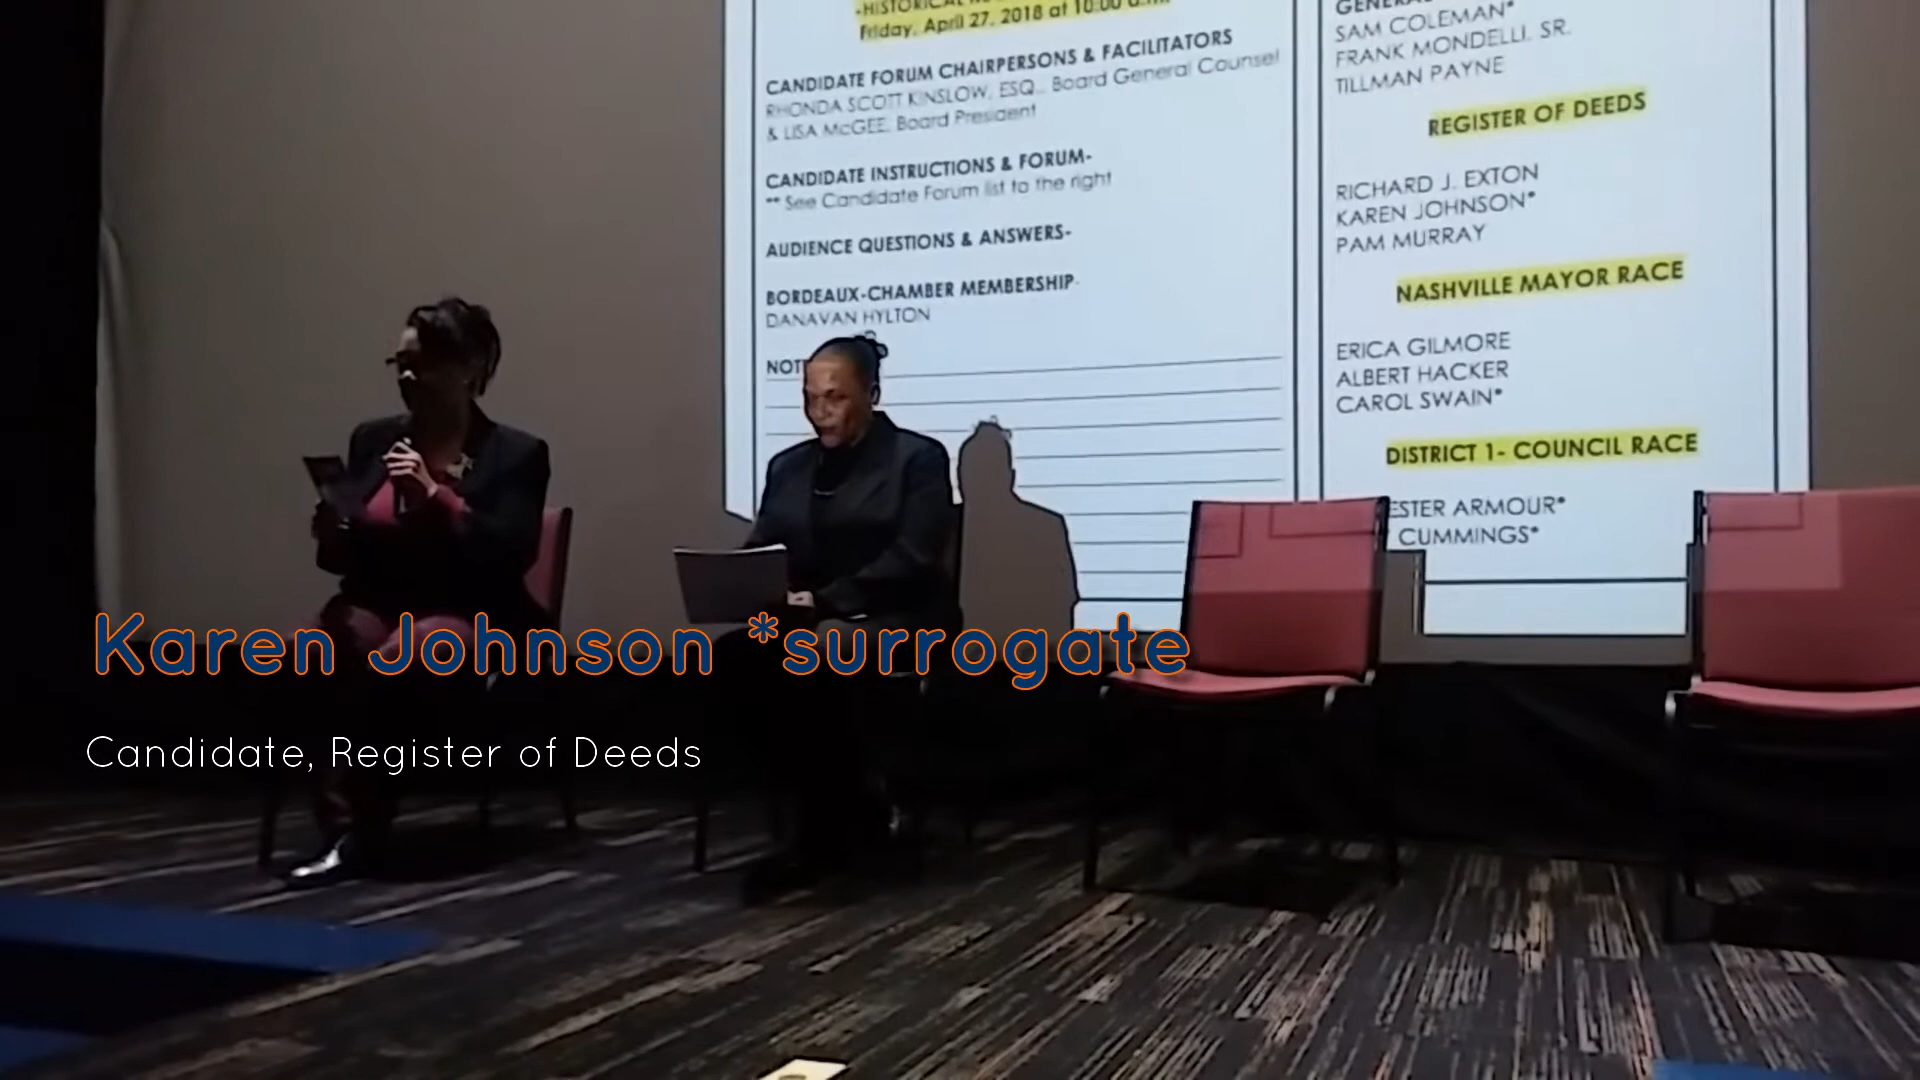 -HISTORICAL
Friday, April 27, 2018 at 10:00 a.m.
CANDIDATE FORUM CHAIRPERSONS & FACILITATORS
RHONDA SCOTT KINSLOW, ESQ., Board General Counsel
& LISA McGEE, Board President
CANDIDATE INSTRUCTIONS & FORUM-
** See Candidate Forum list to the right
AUDIENCE QUESTIONS & ANSWERS-
BORDEAUX-CHAMBER MEMBERSHIP-
DANAVAN HYLTON
NOT
GENERAL
SAM COLEMAN*
FRANK MONDELLI, SR.
TILLMAN PAYNE
REGISTER OF DEEDS
RICHARD J. EXTON
KAREN JOHNSON*
PAM MURRAY
NASHVILLE MAYOR RACE
ERICA GILMORE
ALBERT HACKER
CAROL SWAIN*
DISTRICT 1- COUNCIL RACE
ESTER ARMOUR*
CUMMINGS*
Karen Johnson *surrogate
Candidate, Register of Deeds